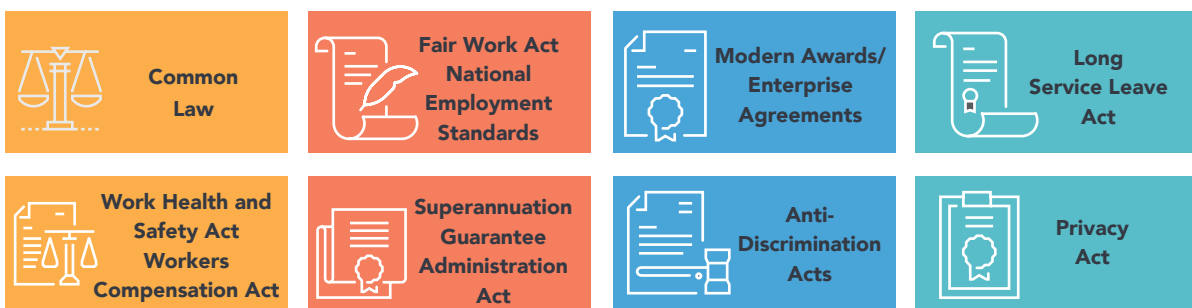 Common
Law
Fair Work Act
National
Employment
Standards
Modern Awards/
Enterprise
Agreements
Long
Service Leave
Act
Work Health and
Safety Act
Workers
Compensation Act
Superannuation
Guarantee
Administration
Act
Anti-
Discrimination
Acts
Privacy
Act